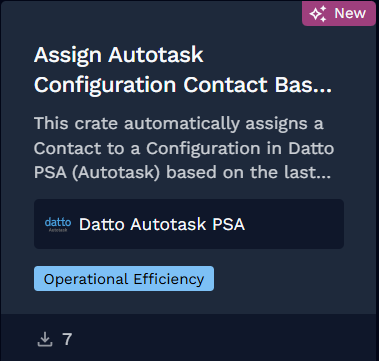 New
Assign Autotask
Configuration Contact Bas...
This crate automatically assigns a
Contact to a Configuration in Datto
PSA (Autotask) based on the last...
datto
Autotask
Datto Autotask PSA
Operational Efficiency
7